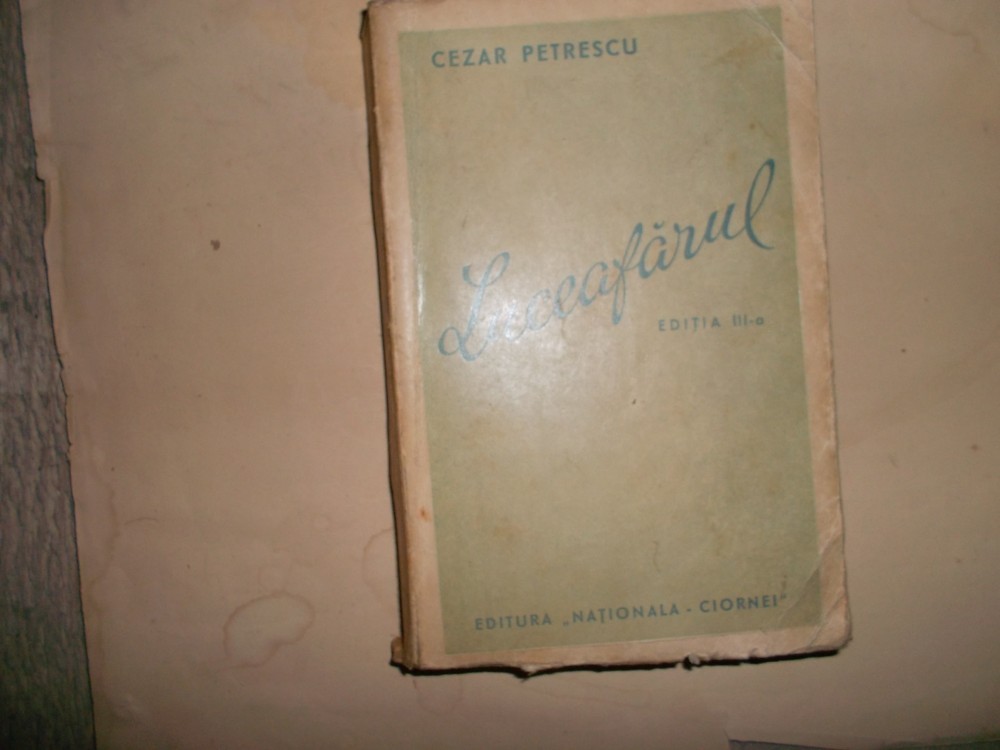 CEZAR PETRESCU
Luceafărul
EDIȚIA III-a
EDITURA „NAȚIONALA - CIORNEI"